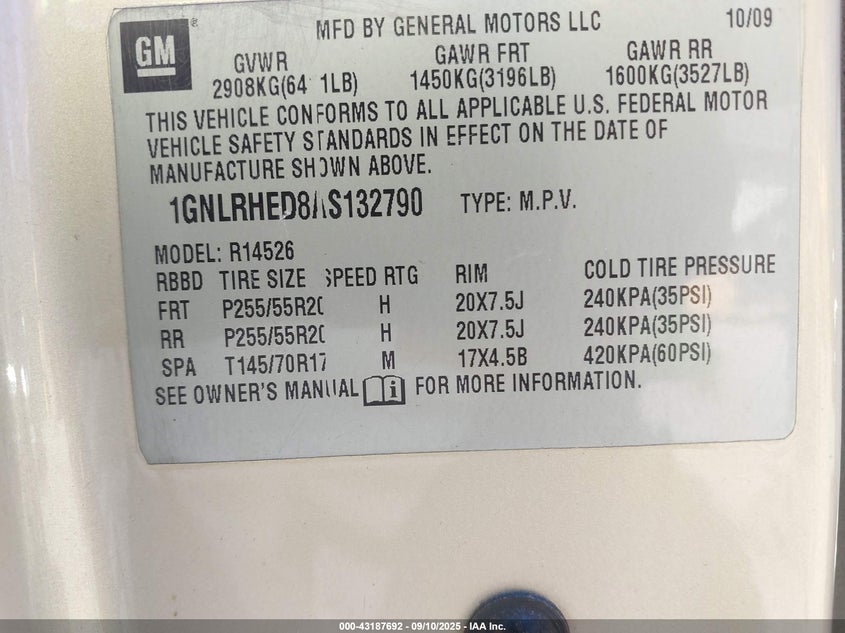 GM
MFD BY GENERAL MOTORS LLC 10/09
GVWR GAWR FRT GAWR RR
2908KG(64 1LB) 1450KG(3196LB) 1600KG(3527LB)
THIS VEHICLE CONFORMS TO ALL APPLICABLE U.S. FEDERAL MOTOR
VEHICLE SAFETY STANDARDS IN EFFECT ON THE DATE OF
MANUFACTURE SHOWN ABOVE.
1GNLRHED8AS132790 TYPE: M.P.V.
MODEL: R14526
RBBD TIRE SIZE SPEED RTG RIM COLD TIRE PRESSURE
FRT P255/55R20 H 20X7.5J 240KPA(35PSI)
RR P255/55R20 H 20X7.5J 240KPA(35PSI)
SPA T145/70R17 M 17X4.5B 420KPA(60PSI)
SEE OWNER'S MANUAL i FOR MORE INFORMATION.
000-43187692 - 09/10/2025 - IAA Inc.